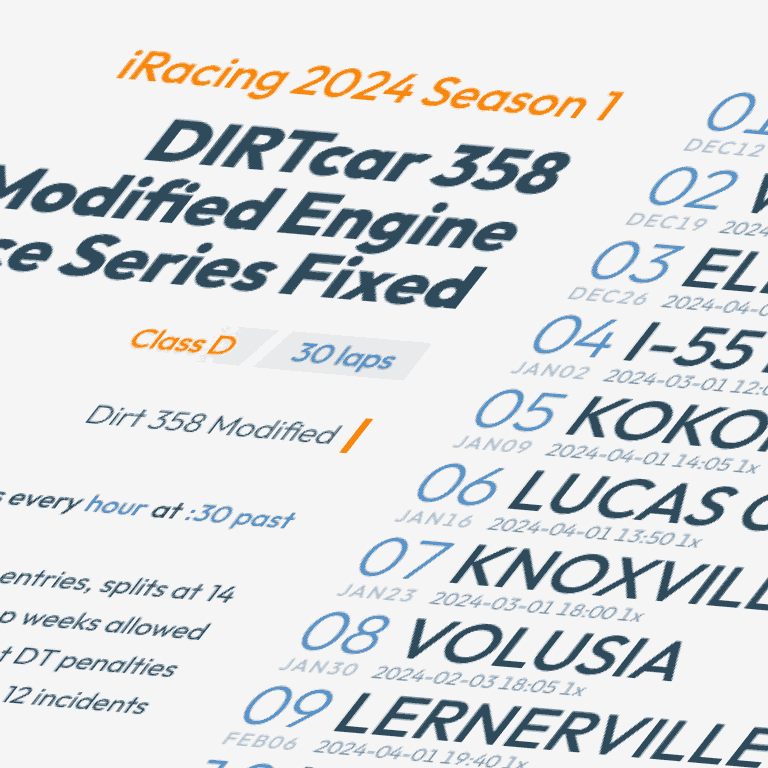 iRacing 2024 Season 1
DIRTcar 358
Modified Engine
Series Fixed
Class D
30 laps
Dirt 358 Modified
every hour at :30 past
entries, splits at 14
weeks allowed
DT penalties
12 incidents
01
DEC12
02
DEC19
03
DEC26 2024-04-
04 I-55
JAN02 2024-03-01 12:
05
JAN09 2024-04-01 14:05 1x
06 LUCAS
JAN16 2024-04-01 13:50 1x
07 KNOXVILL
JAN23 2024-03-01 18:00 1x
08 VOLUSIA
JAN30 2024-02-03 18:05 1x
09 LERNERVILLE
FEB06 2024-04-01 19:40 1x